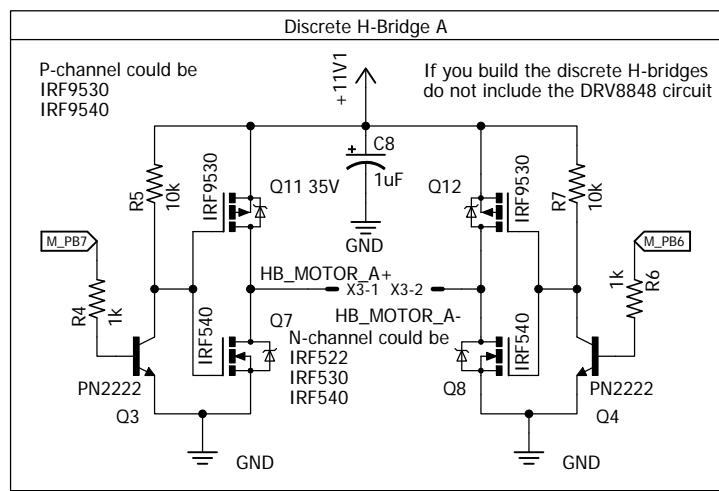 Discrete H-Bridge A
P-channel could be
IRF9530
IRF9540
+11V1
If you build the discrete H-bridges
do not include the DRV8848 circuit
R5
10k
IRF9530
Q11
35V
+
C8
1uF
GND
Q12
IRF9530
R7
10k
M_PB7
M_PB6
R4
1k
HB_MOTOR_A+
X3-1
X3-2
HB_MOTOR_A-
1k
R6
IRF540
Q7
N-channel could be
IRF522
IRF530
IRF540
IRF540
Q8
PN2222
Q3
PN2222
Q4
GND
GND